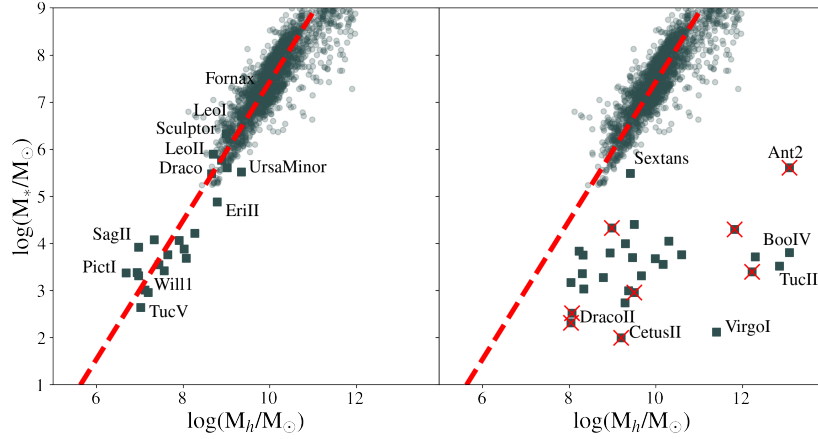 9
8
7
6
5
4
3
2
1
log(M*/M☉)
Fornax
LeoI
Sculptor
LeoII
Draco
UrsaMinor
EriII
SagII
PictI
Will1
TucV
6
8
10
12
log(Mh/M☉)
Sextans
Ant2
BooIV
TucII
DracoII
CetusII
VirgoI
6
8
10
12
log(Mh/M☉)